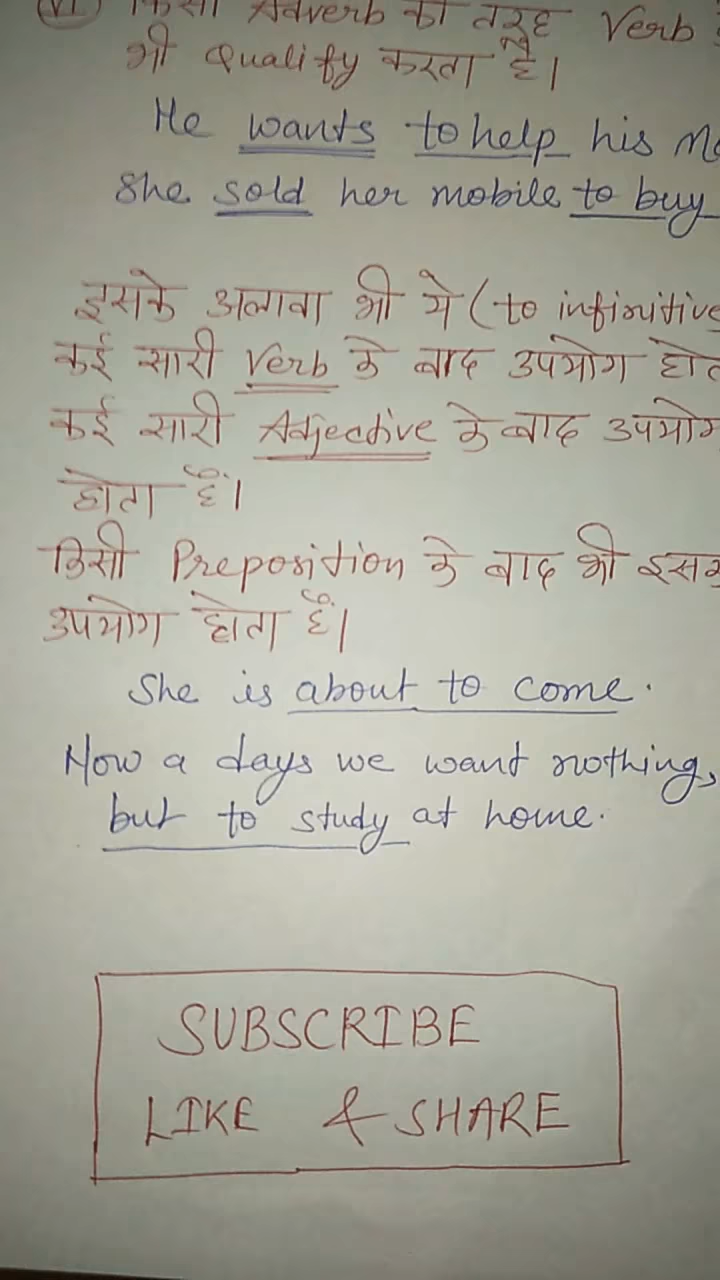 (VI) किसी Adverb की तरह Verb
भी Qualify करता है।
He wants to help his
She sold her mobile to buy
इसके अलावा भी ये (to infinitive
कई सारी Verb के बाद उपयोग
कई सारी Adjective के बाद उपयोग
होता है।
किसी Preposition के बाद भी
उपयोग होता है।
She is about to come.
Now a days we want nothing,
but to study at home.
SUBSCRIBE
LIKE & SHARE